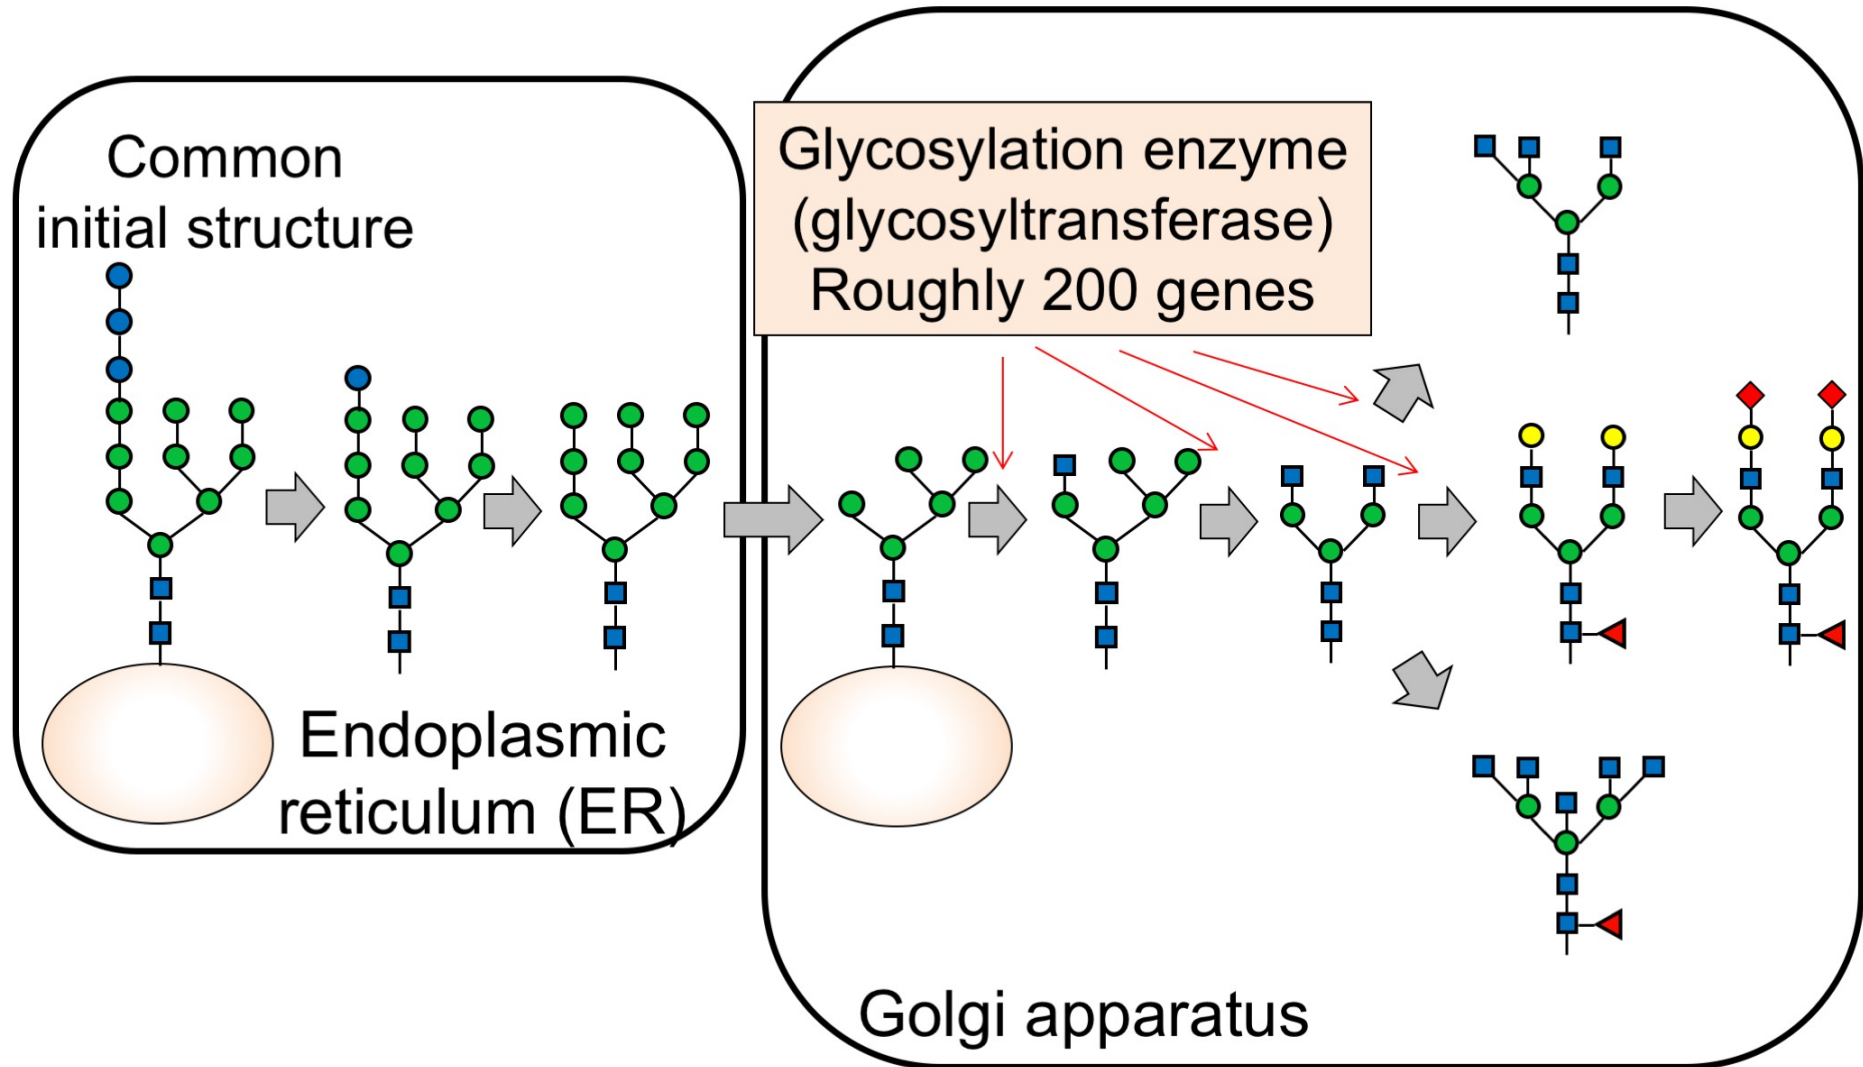 Common
initial structure
Glycosylation enzyme
(glycosyltransferase)
Roughly 200 genes
Endoplasmic
reticulum (ER)
Golgi apparatus